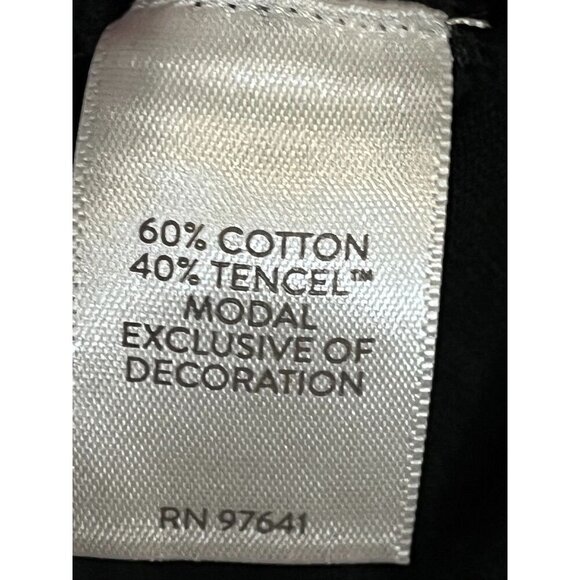 60% COTTON
40% TENCEL™
MODAL
EXCLUSIVE OF
DECORATION
RN 97641